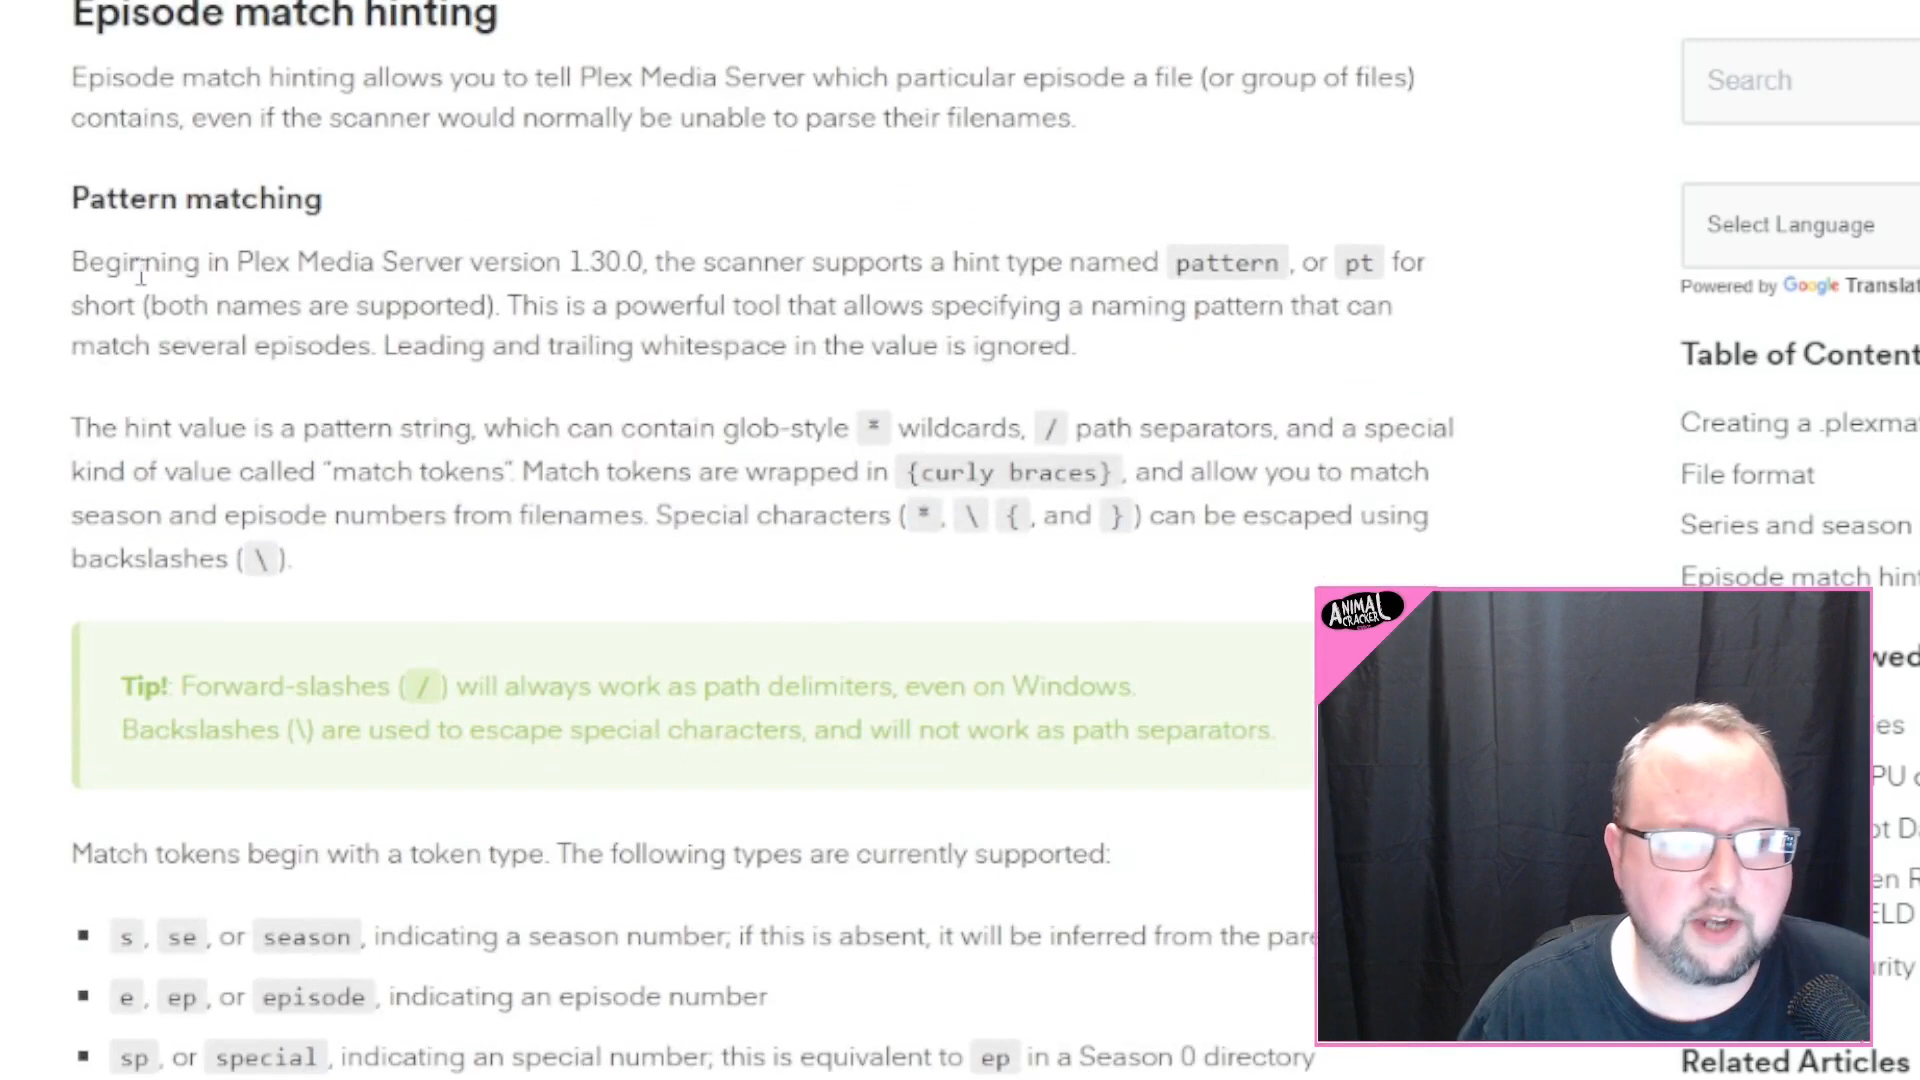 Episode match hinting
Episode match hinting allows you to tell Plex Media Server which particular episode a file (or group of files)
contains, even if the scanner would normally be unable to parse their filenames.
Pattern matching
Beginning in Plex Media Server version 1.30.0, the scanner supports a hint type named pattern, or pt for
short (both names are supported). This is a powerful tool that allows specifying a naming pattern that can
match several episodes. Leading and trailing whitespace in the value is ignored.
The hint value is a pattern string, which can contain glob-style * wildcards, / path separators, and a special
kind of value called “match tokens”. Match tokens are wrapped in {curly braces}, and allow you to match
season and episode numbers from filenames. Special characters (*, \ {, and }) can be escaped using
backslashes (\).
Tip!: Forward-slashes (/) will always work as path delimiters, even on Windows.
Backslashes (\) are used to escape special characters, and will not work as path separators.
Match tokens begin with a token type. The following types are currently supported:
s, se, or season, indicating a season number; if this is absent, it will be inferred from the pare
e, ep, or episode, indicating an episode number
sp, or special, indicating an special number; this is equivalent to ep in a Season 0 directory
Search
Select Language
Powered by Google Translat
Table of Content
Creating a .plexma
File format
Series and season
Episode match hin
ANIMAL
CRACKER
wed
es
PU
ot D
en R
ELD
rity
Related Articles